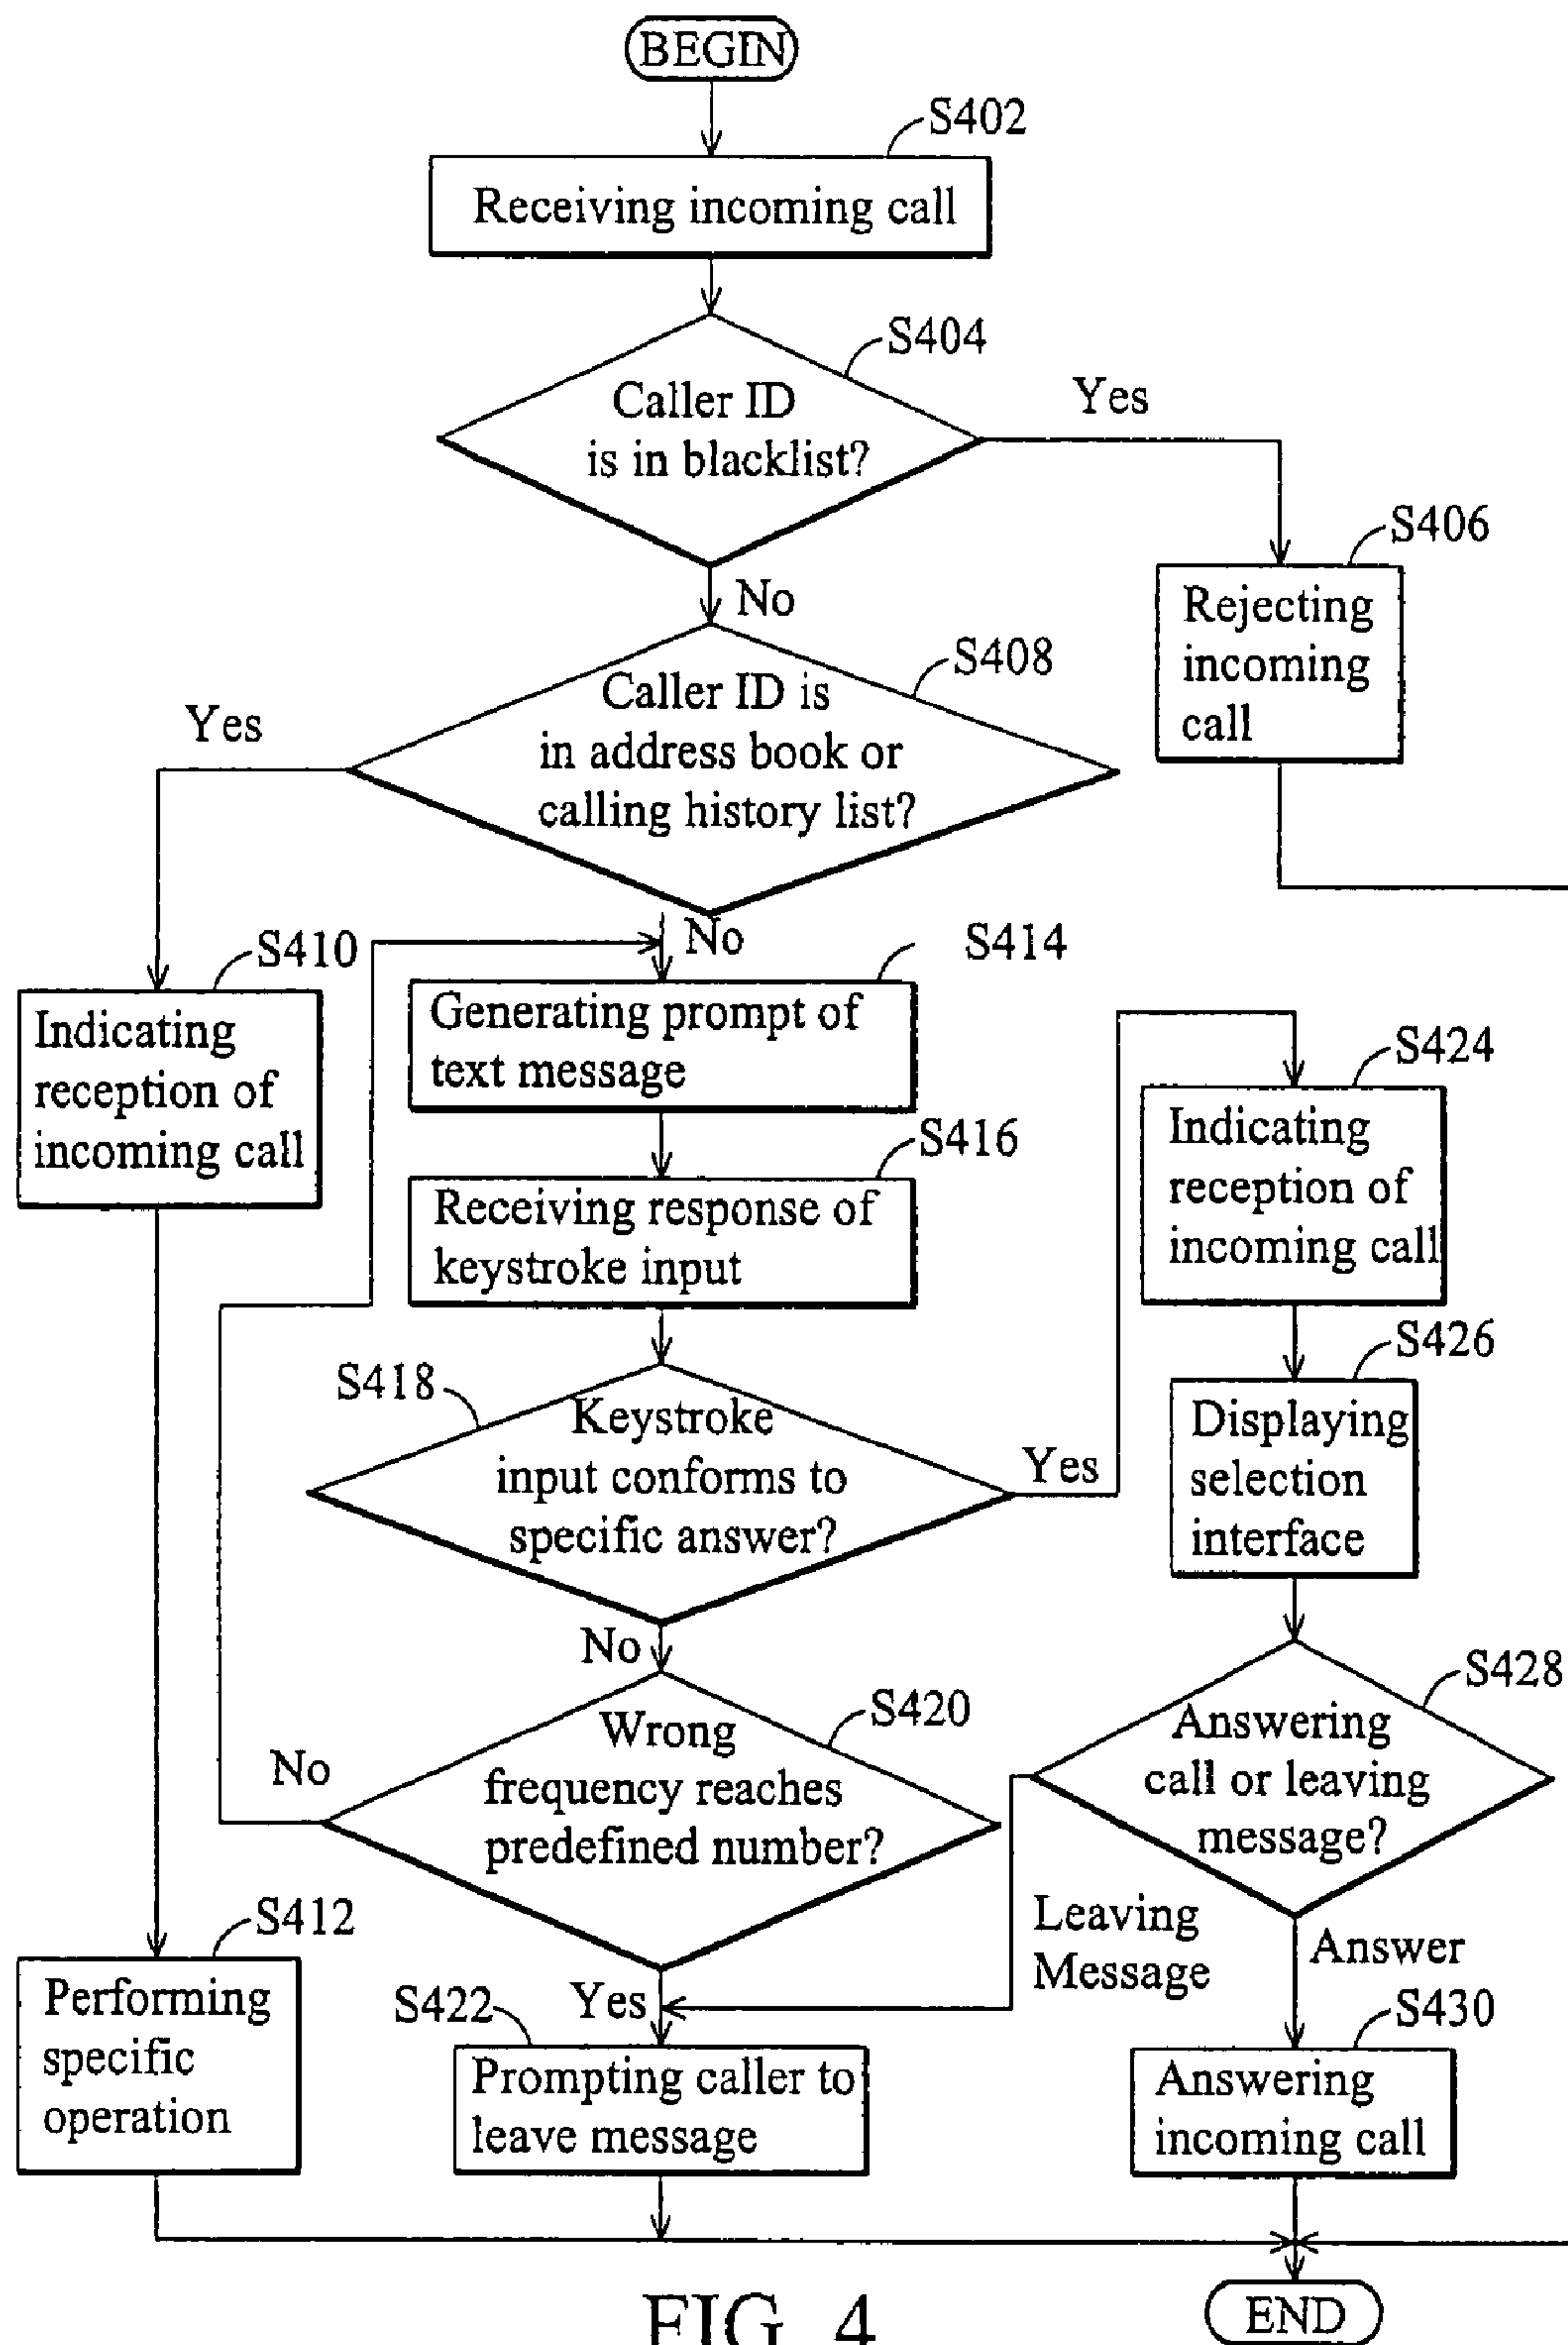 BEGIN
S402
Receiving incoming call
S404
Caller ID
is in blacklist?
Yes
S406
Rejecting
incoming
call
No
S408
Caller ID is
in address book or
calling history list?
Yes
No
S410
Indicating
reception of
incoming call
S414
Generating prompt of
text message
S416
Receiving response of
keystroke input
S418
Keystroke
input conforms to
specific answer?
Yes
S424
Indicating
reception of
incoming call
S426
Displaying
selection
interface
No
S420
Wrong
frequency reaches
predefined number?
No
S428
Answering
call or leaving
message?
Leaving
Message
Answer
S412
Performing
specific
operation
Yes
S422
Prompting caller to
leave message
S430
Answering
incoming call
END
FIG. 4